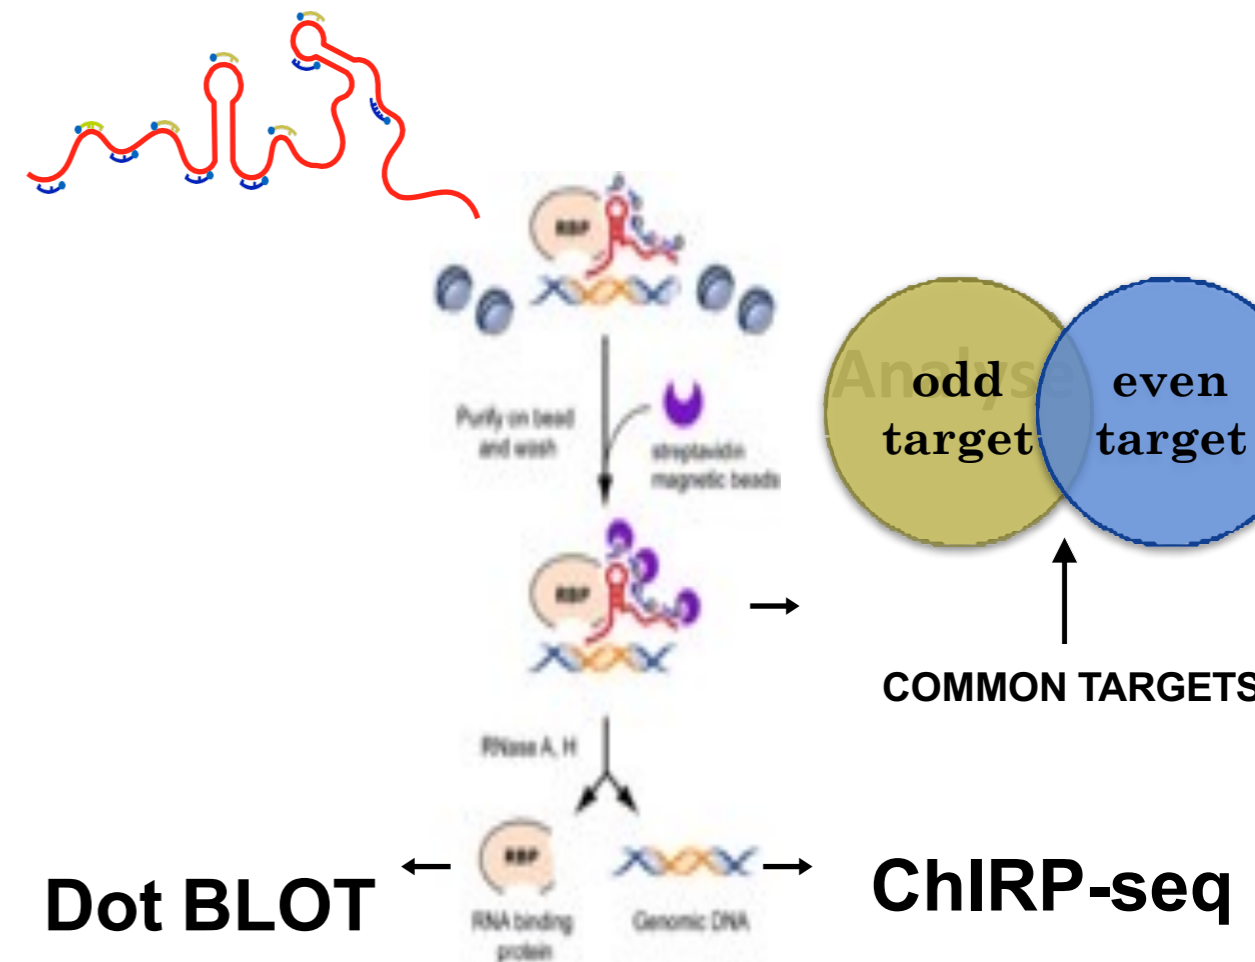 RBP
Purify on bead
and wash
streptavidin
magnetic beads
Analyse
odd
target
even
target
RBP
COMMON TARGETS
RNase A, H
RBP
RNA binding
protein
Genomic DNA
Dot BLOT
ChIRP-seq